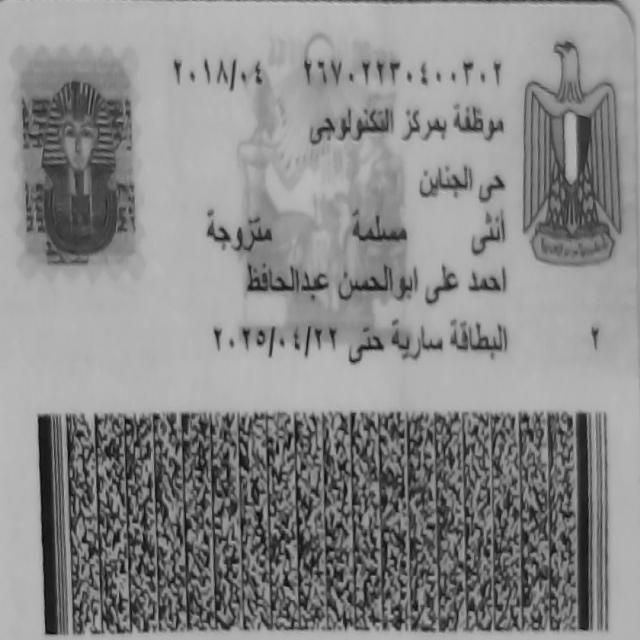 ٢٦٧٠٢٢٣٠٤٠٠٣٠٢ ٢٠١٨/٠٤
موظفة بمركز التكنولوجى
حى الجناين
أنثى مسلمة متزوجة
احمد على ابوالحسن عبدالحافظ
البطاقة سارية حتى ٢٠٢٥/٠٤/٢٢
٢